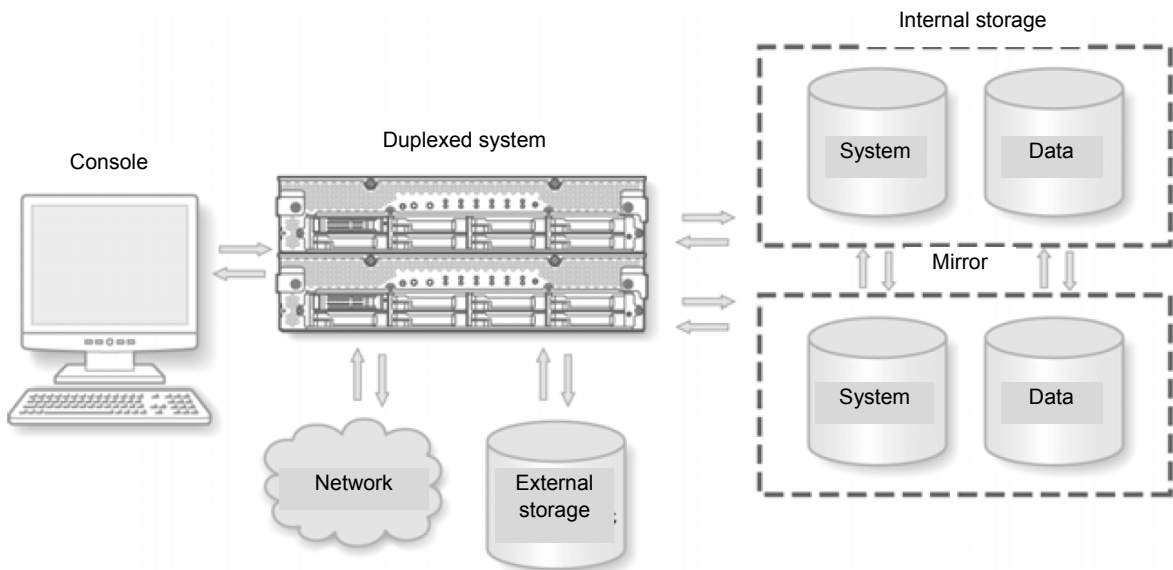 Internal storage
System
Data
Duplexed system
Console
Mirror
System
Data
Network
External
storage